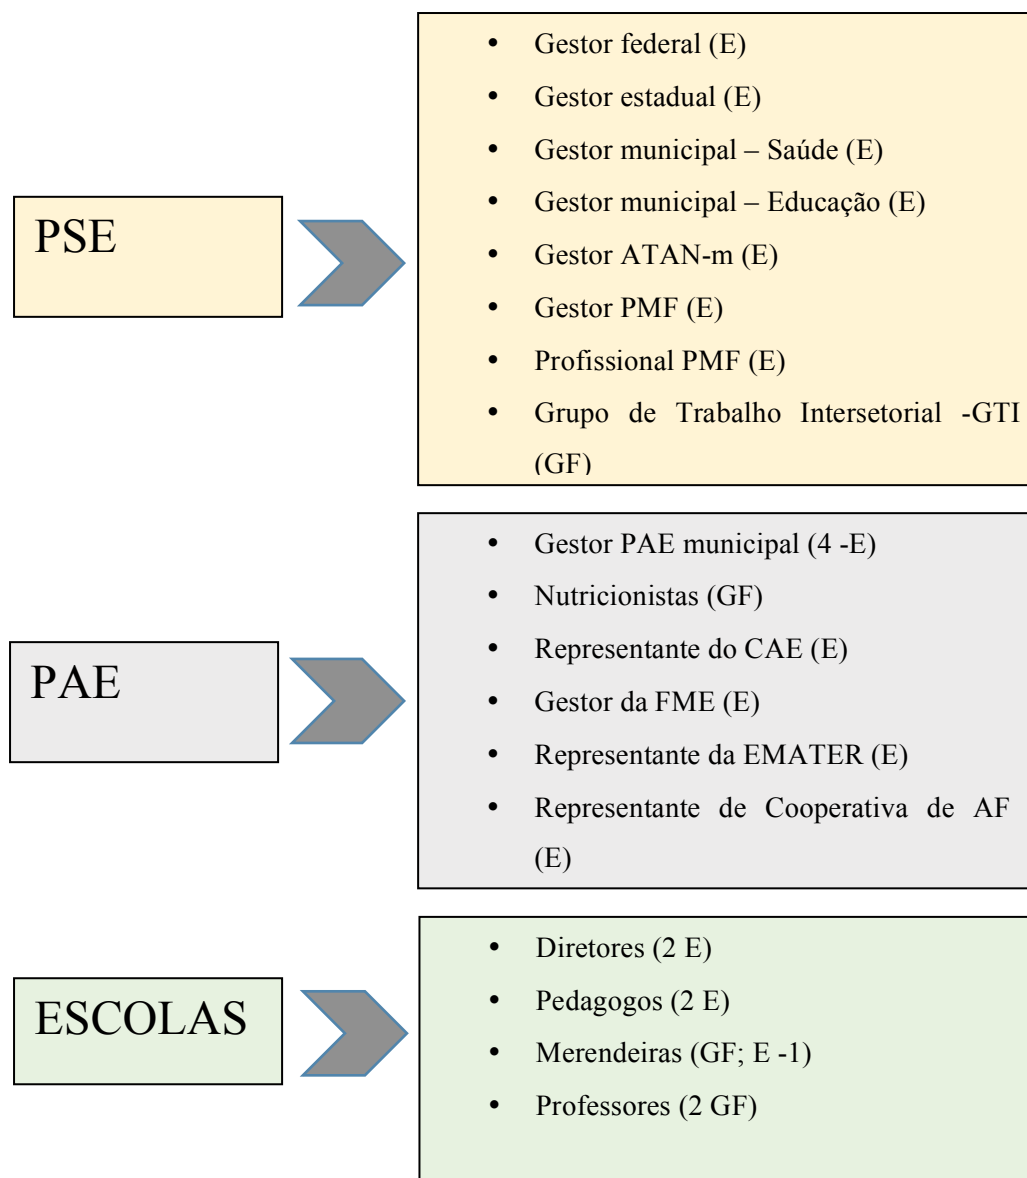 PSE
• Gestor federal (E)
• Gestor estadual (E)
• Gestor municipal – Saúde (E)
• Gestor municipal – Educação (E)
• Gestor ATAN-m (E)
• Gestor PMF (E)
• Profissional PMF (E)
• Grupo de Trabalho Intersetorial -GTI
(GF)
PAE
• Gestor PAE municipal (4 -E)
• Nutricionistas (GF)
• Representante do CAE (E)
• Gestor da FME (E)
• Representante da EMATER (E)
• Representante de Cooperativa de AF
(E)
ESCOLAS
• Diretores (2 E)
• Pedagogos (2 E)
• Merendeiras (GF; E -1)
• Professores (2 GF)